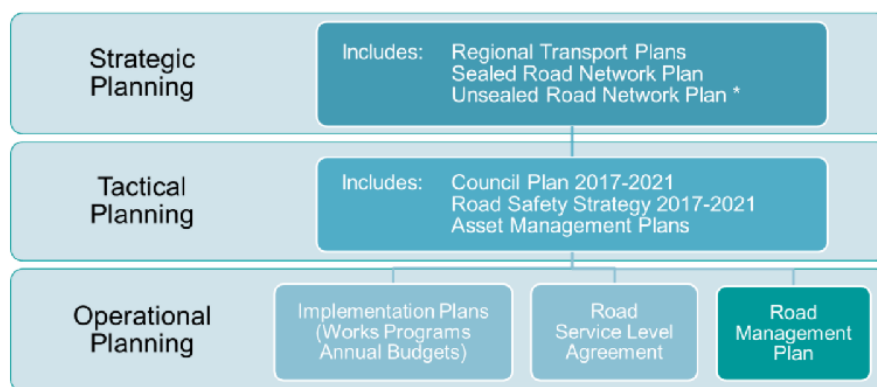 Strategic
Planning
Includes: Regional Transport Plans
Sealed Road Network Plan
Unsealed Road Network Plan *
Tactical
Planning
Includes: Council Plan 2017-2021
Road Safety Strategy 2017-2021
Asset Management Plans
Operational
Planning
Implementation Plans
(Works Programs
Annual Budgets)
Road
Service Level
Agreement
Road
Management
Plan